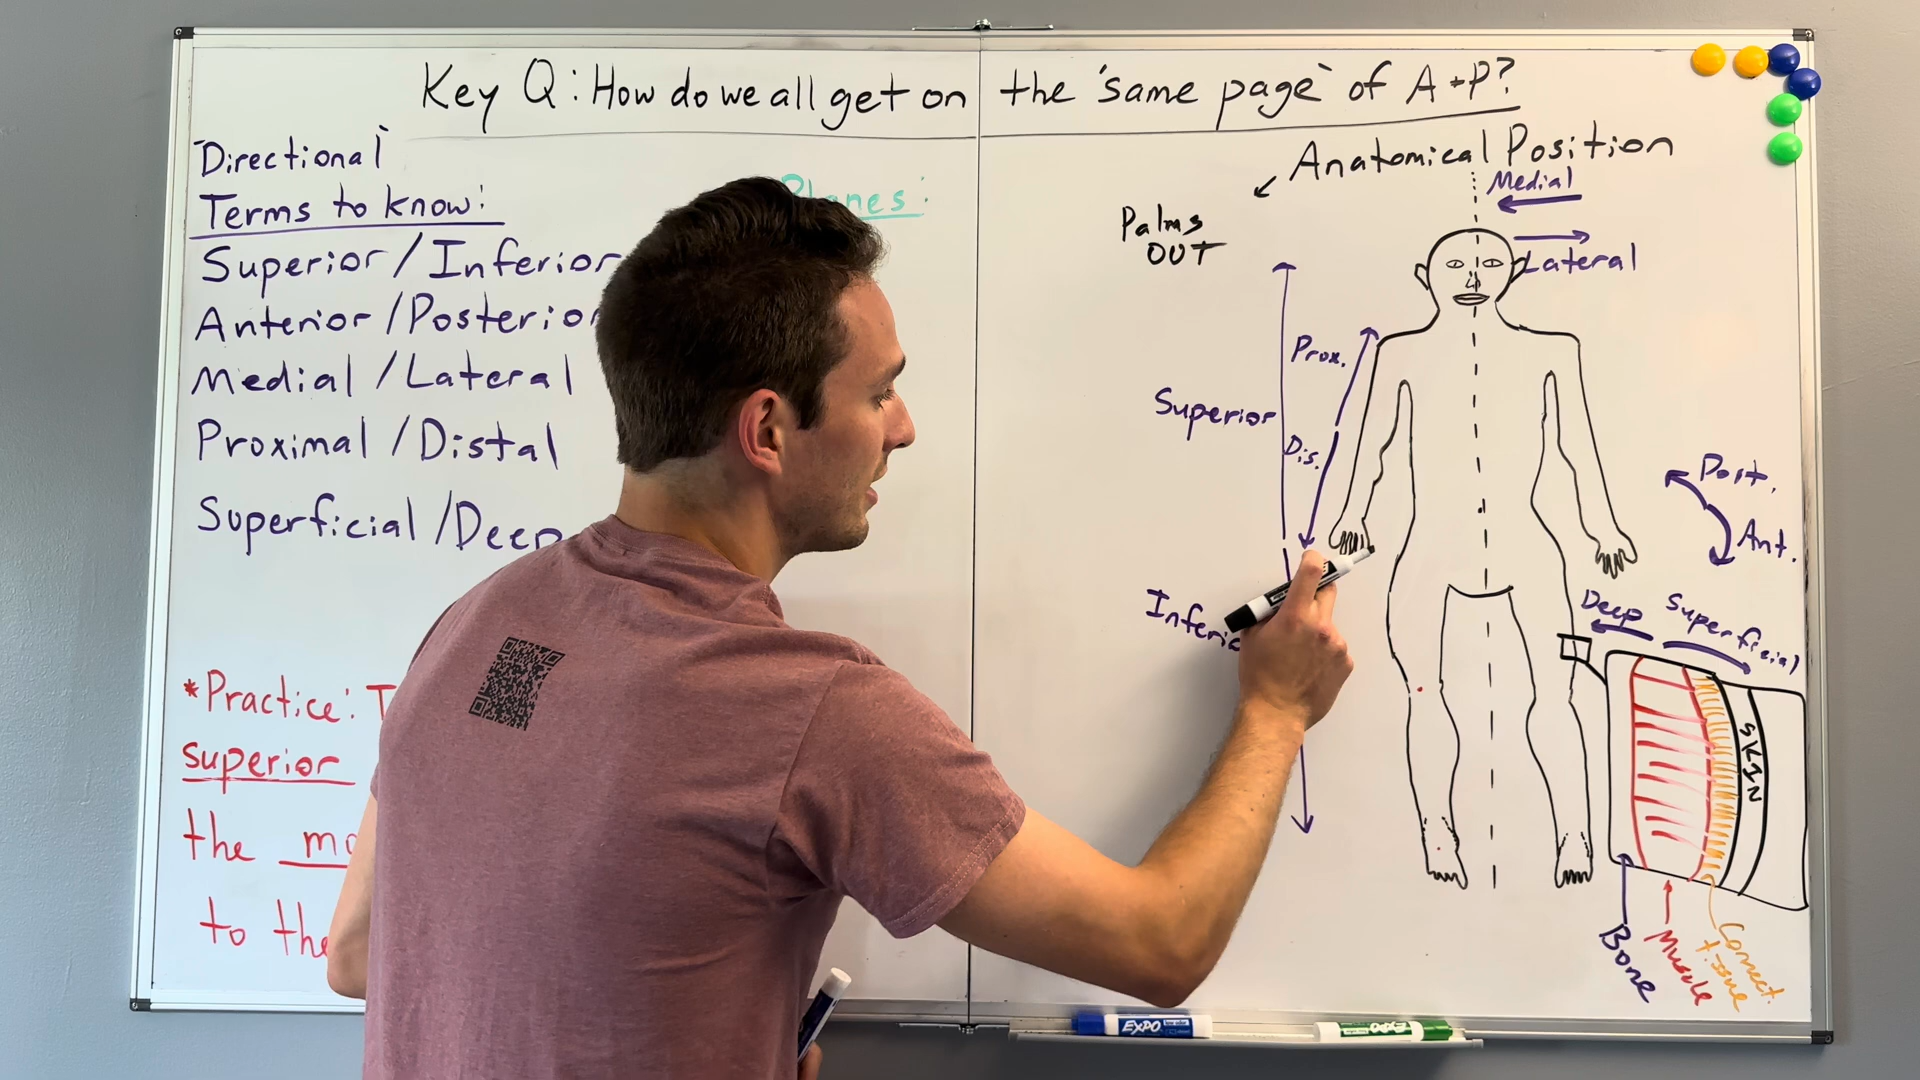 Key Q: How do we all get on the 'same page' of A+P?
Directional
Terms to know:
Superior/Inferior
Anterior/Posterior
Medial/Lateral
Proximal/Distal
Superficial/Deep
*Practice:
superior
the
to the
Anatomical Position
Palms
OUT
Medial
Lateral
Prox.
Superior
Dis.
Post.
Ant.
Deep
Superficial
SKIN
Bone
Muscle
Connect.
tissue
EXPO
EXPO